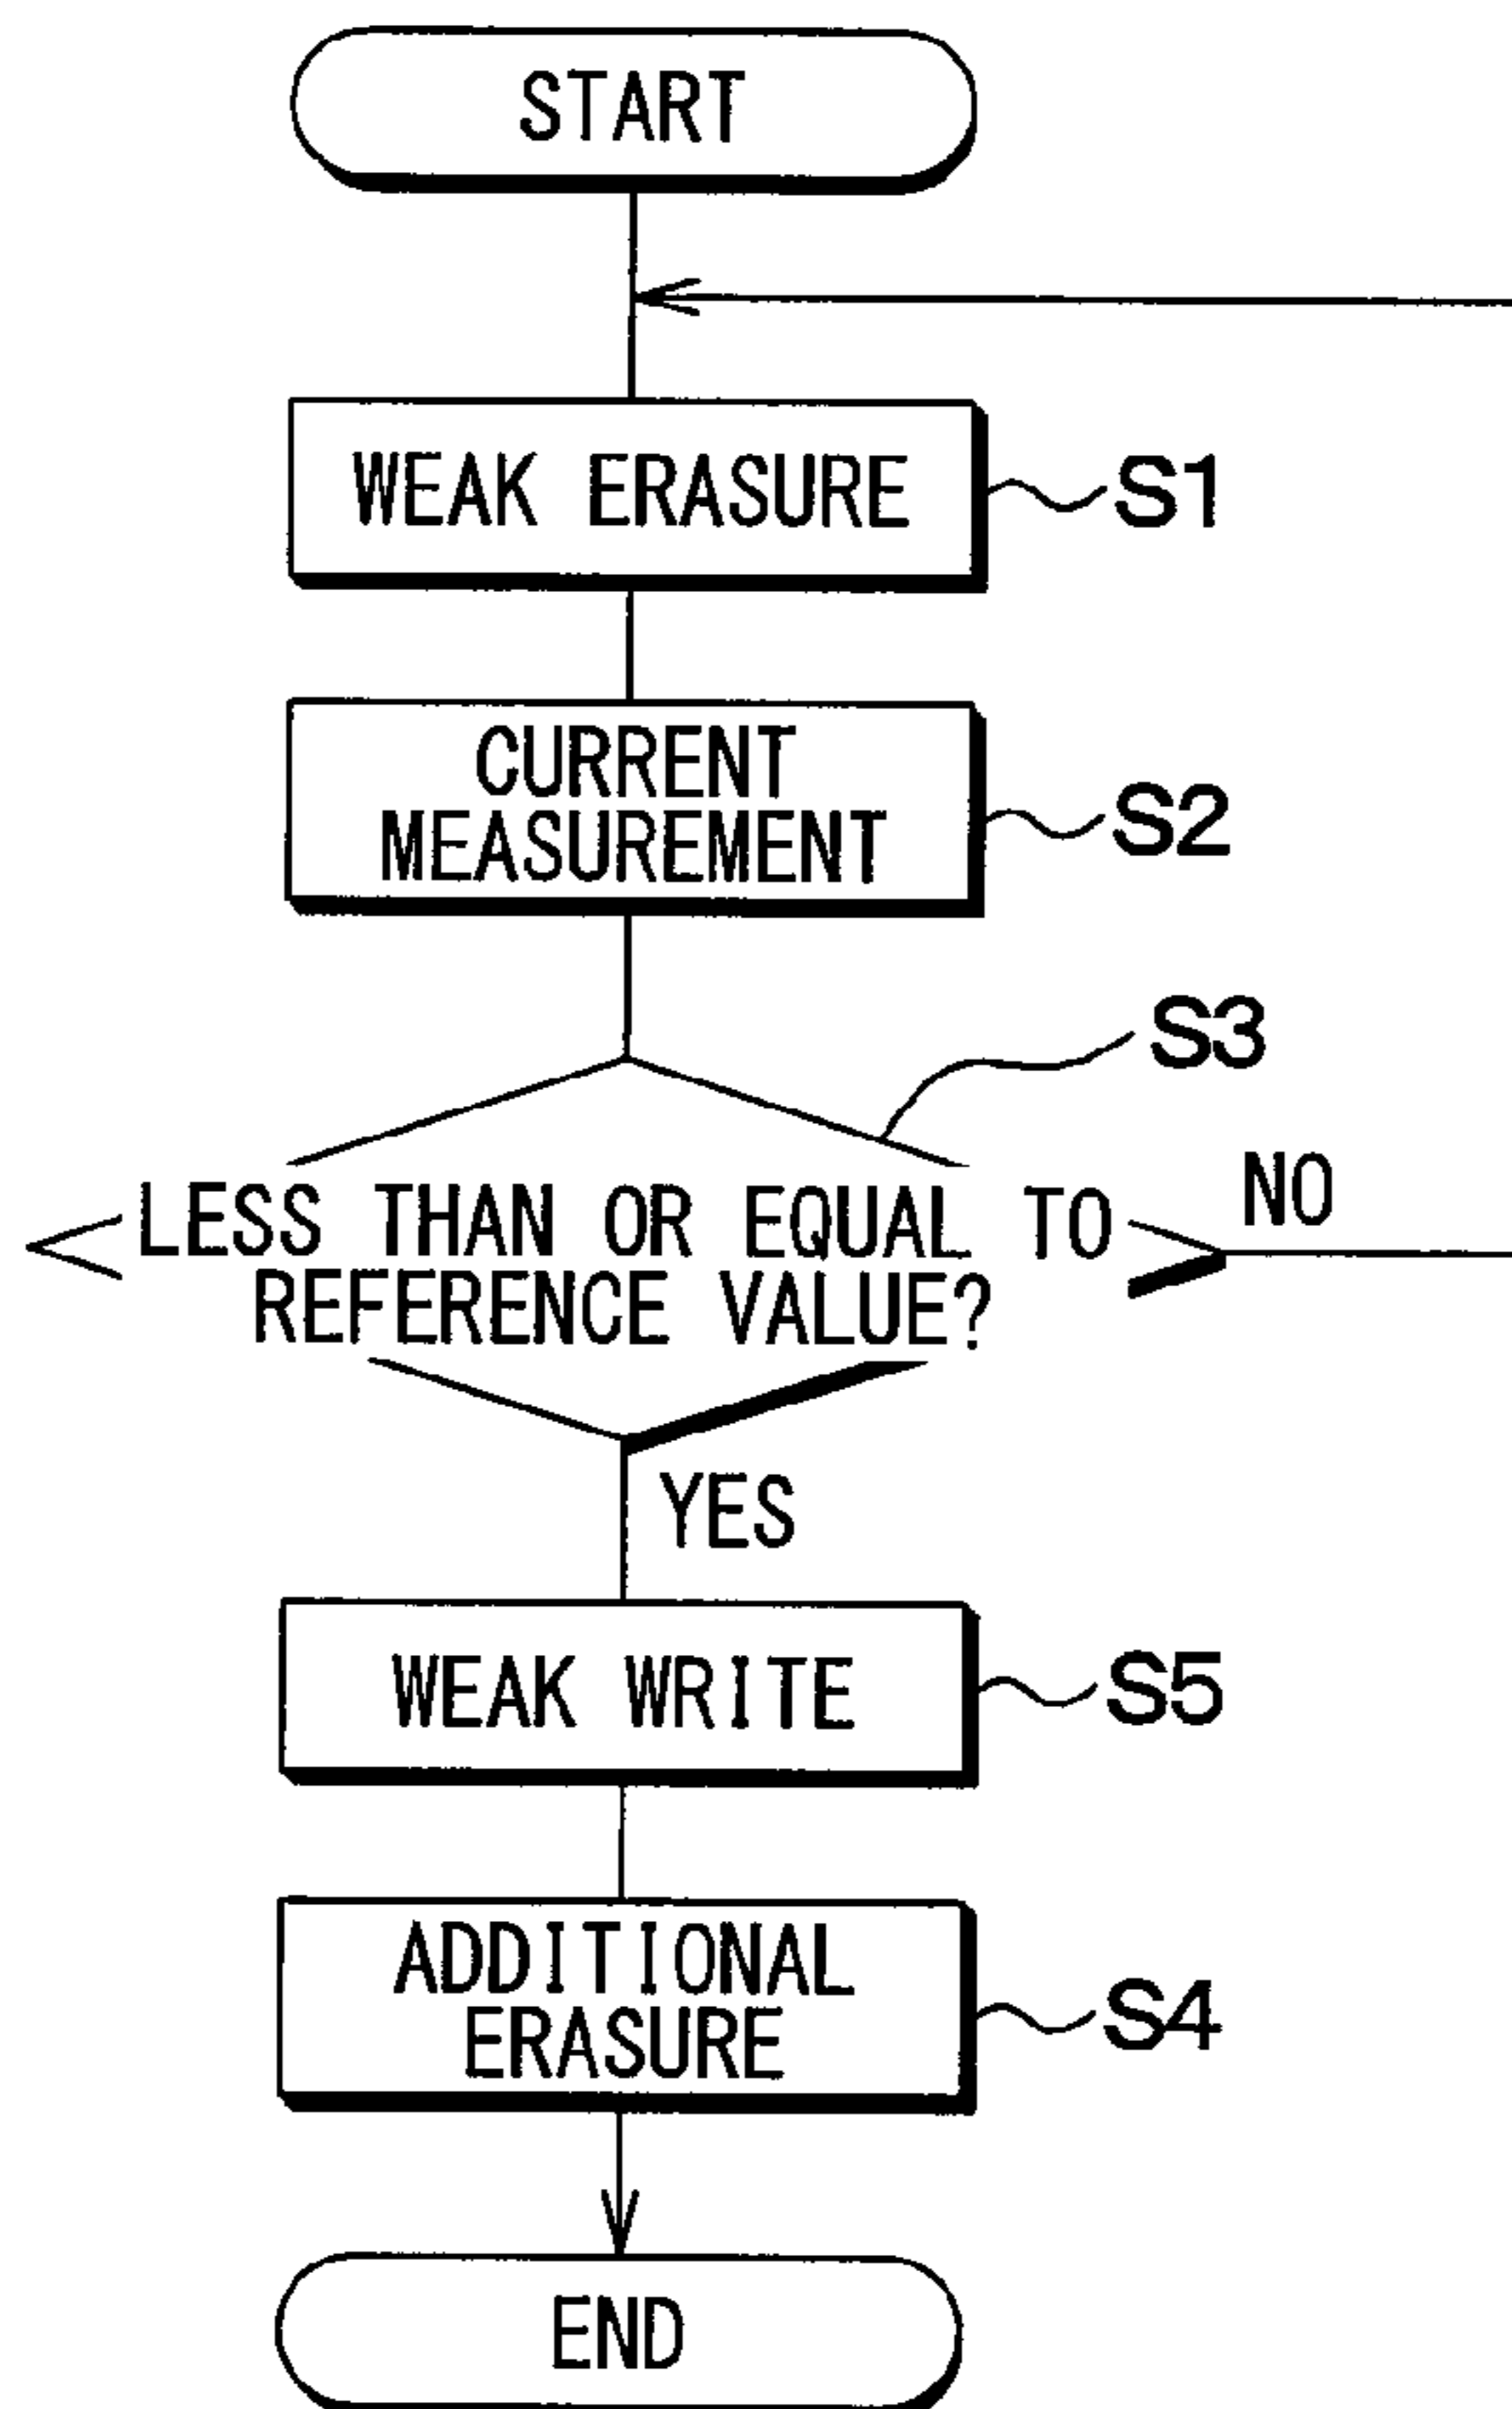 START
WEAK ERASURE
S1
CURRENT
MEASUREMENT
S2
S3
LESS THAN OR EQUAL TO
REFERENCE VALUE?
NO
YES
WEAK WRITE
S5
ADDITIONAL
ERASURE
S4
END